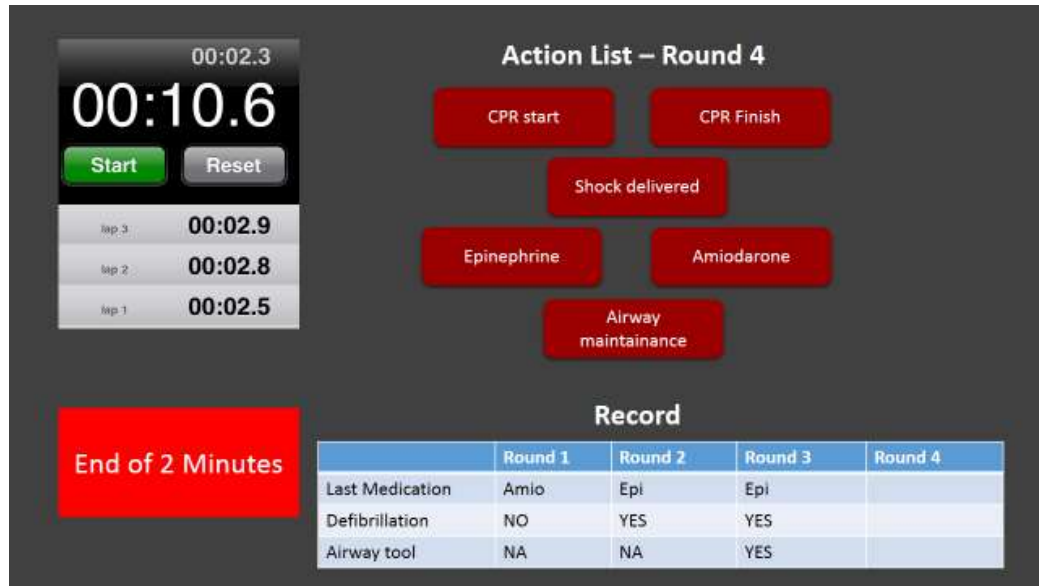 00:02.3
00:10.6
Start Reset
lap 3 00:02.9
lap 2 00:02.8
lap 1 00:02.5
End of 2 Minutes
Action List – Round 4
CPR start CPR Finish
Shock delivered
Epinephrine Amiodarone
Airway
maintainance
Record
Round 1 Round 2 Round 3 Round 4
Last Medication Amio Epi Epi
Defibrillation NO YES YES
Airway tool NA NA YES